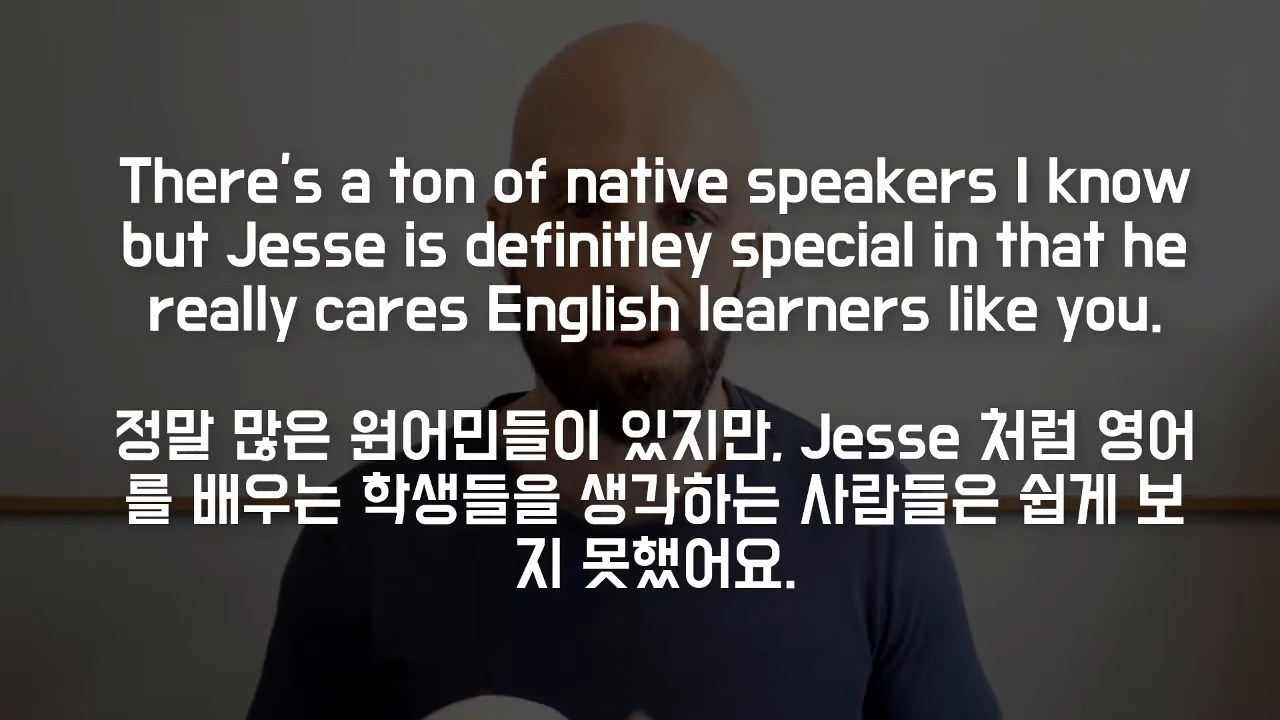 There's a ton of native speakers I know
but Jesse is definitley special in that he
really cares English learners like you.
정말 많은 원어민들이 있지만, Jesse 처럼 영어
를 배우는 학생들을 생각하는 사람들은 쉽게 보
지 못했어요.